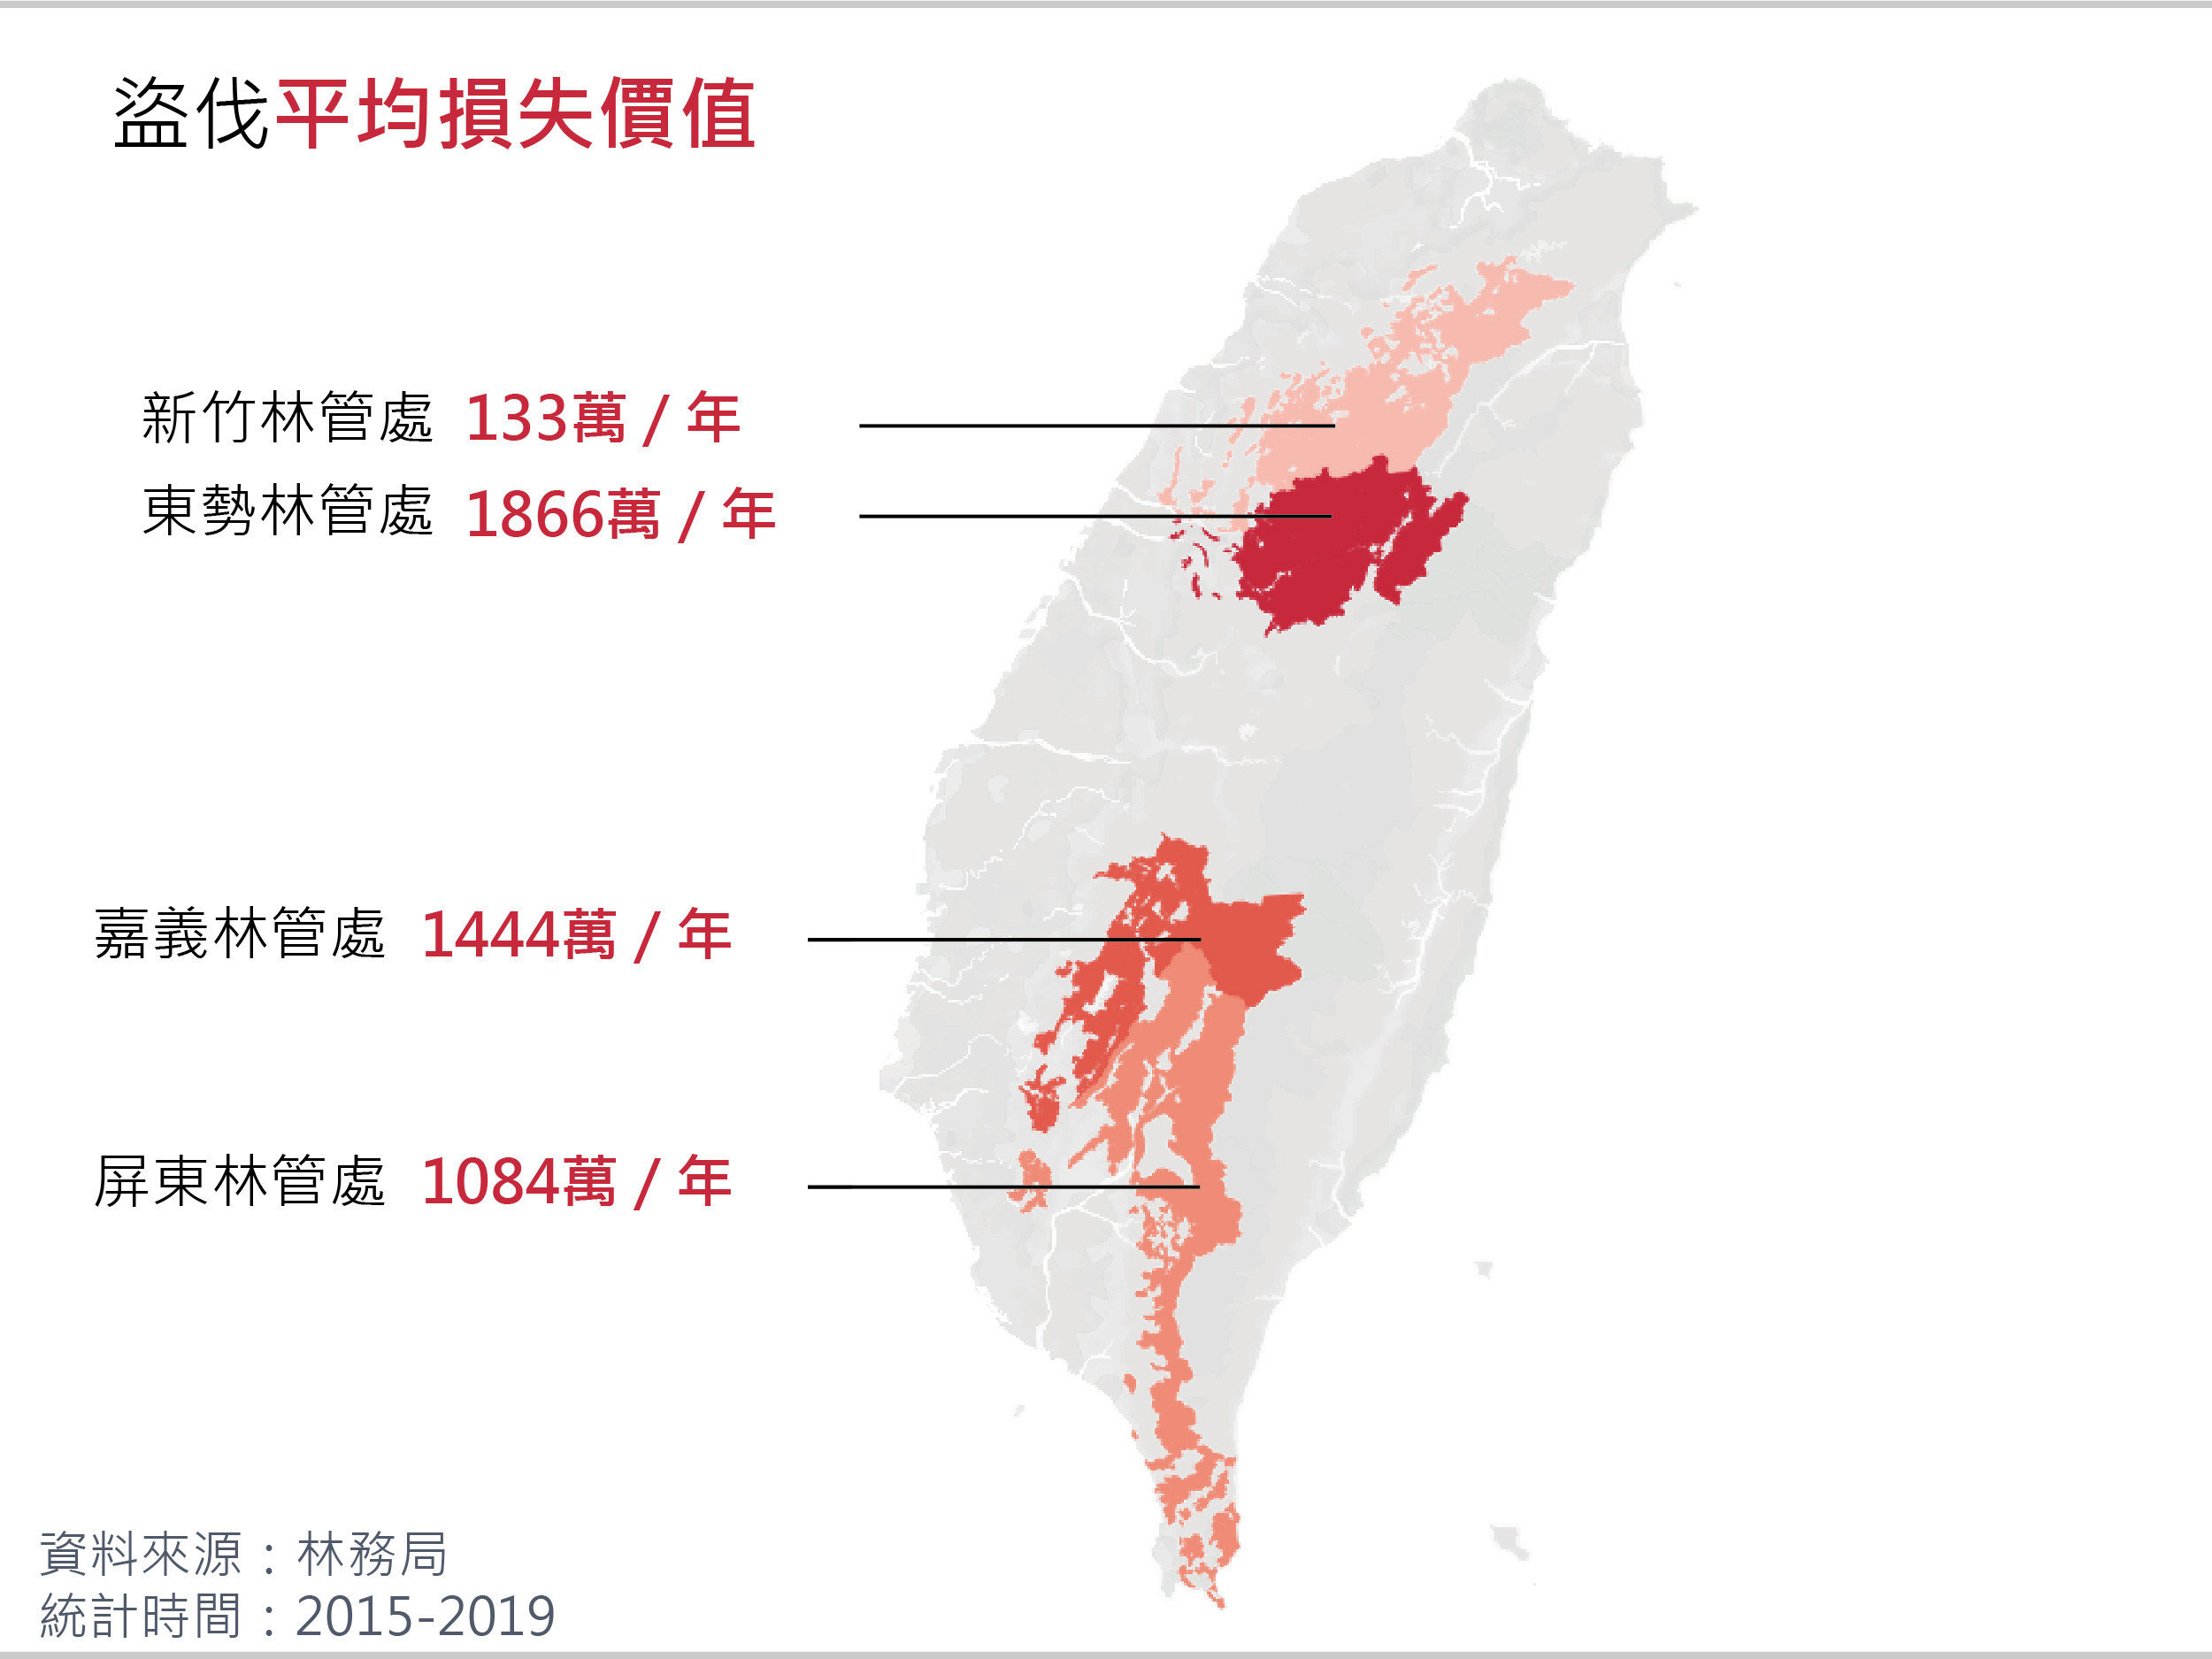 盜伐平均損失價值
新竹林管處 133萬 / 年
東勢林管處 1866萬 / 年
嘉義林管處 1444萬 / 年
屏東林管處 1084萬 / 年
資料來源：林務局
統計時間：2015-2019